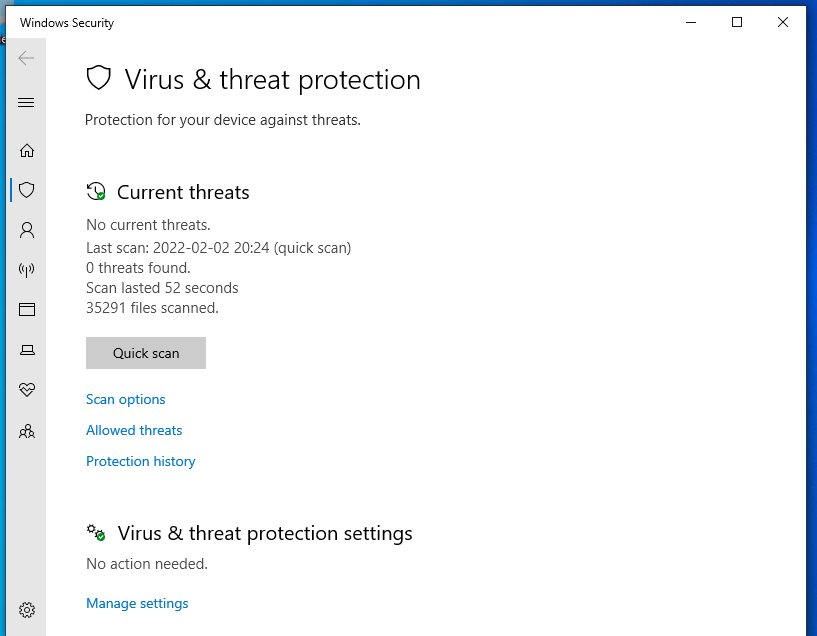 Windows Security
Virus & threat protection
Protection for your device against threats.
Current threats
No current threats.
Last scan: 2022-02-02 20:24 (quick scan)
0 threats found.
Scan lasted 52 seconds
35291 files scanned.
Quick scan
Scan options
Allowed threats
Protection history
Virus & threat protection settings
No action needed.
Manage settings